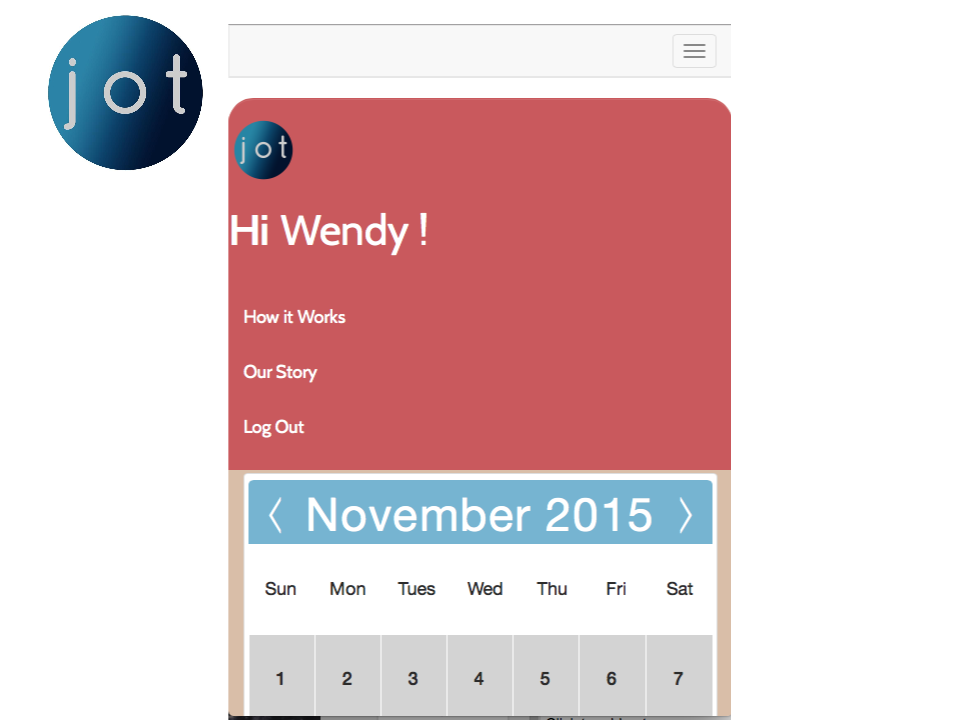 jot
jot
Hi Wendy !
How it Works
Our Story
Log Out
〈 November 2015 〉
Sun Mon Tues Wed Thu Fri Sat
1 2 3 4 5 6 7